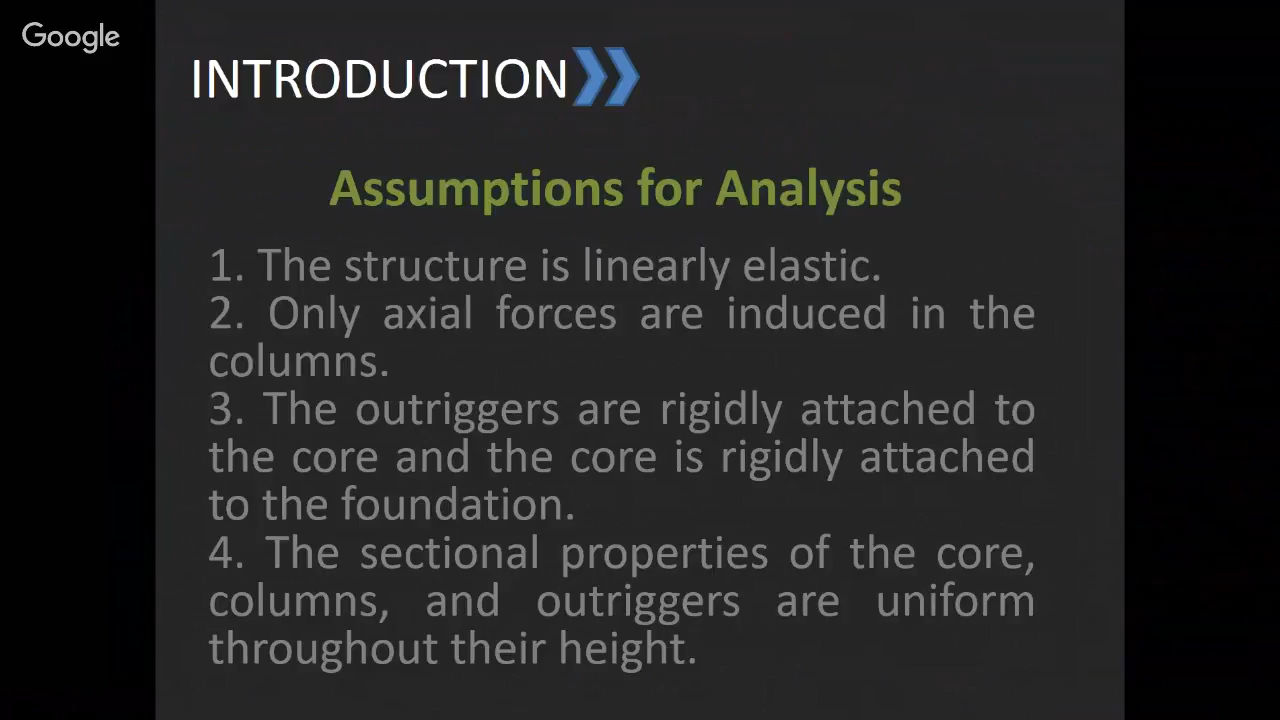 Google
INTRODUCTION
Assumptions for Analysis
1. The structure is linearly elastic.
2. Only axial forces are induced in the
columns.
3. The outriggers are rigidly attached to
the core and the core is rigidly attached
to the foundation.
4. The sectional properties of the core,
columns, and outriggers are uniform
throughout their height.